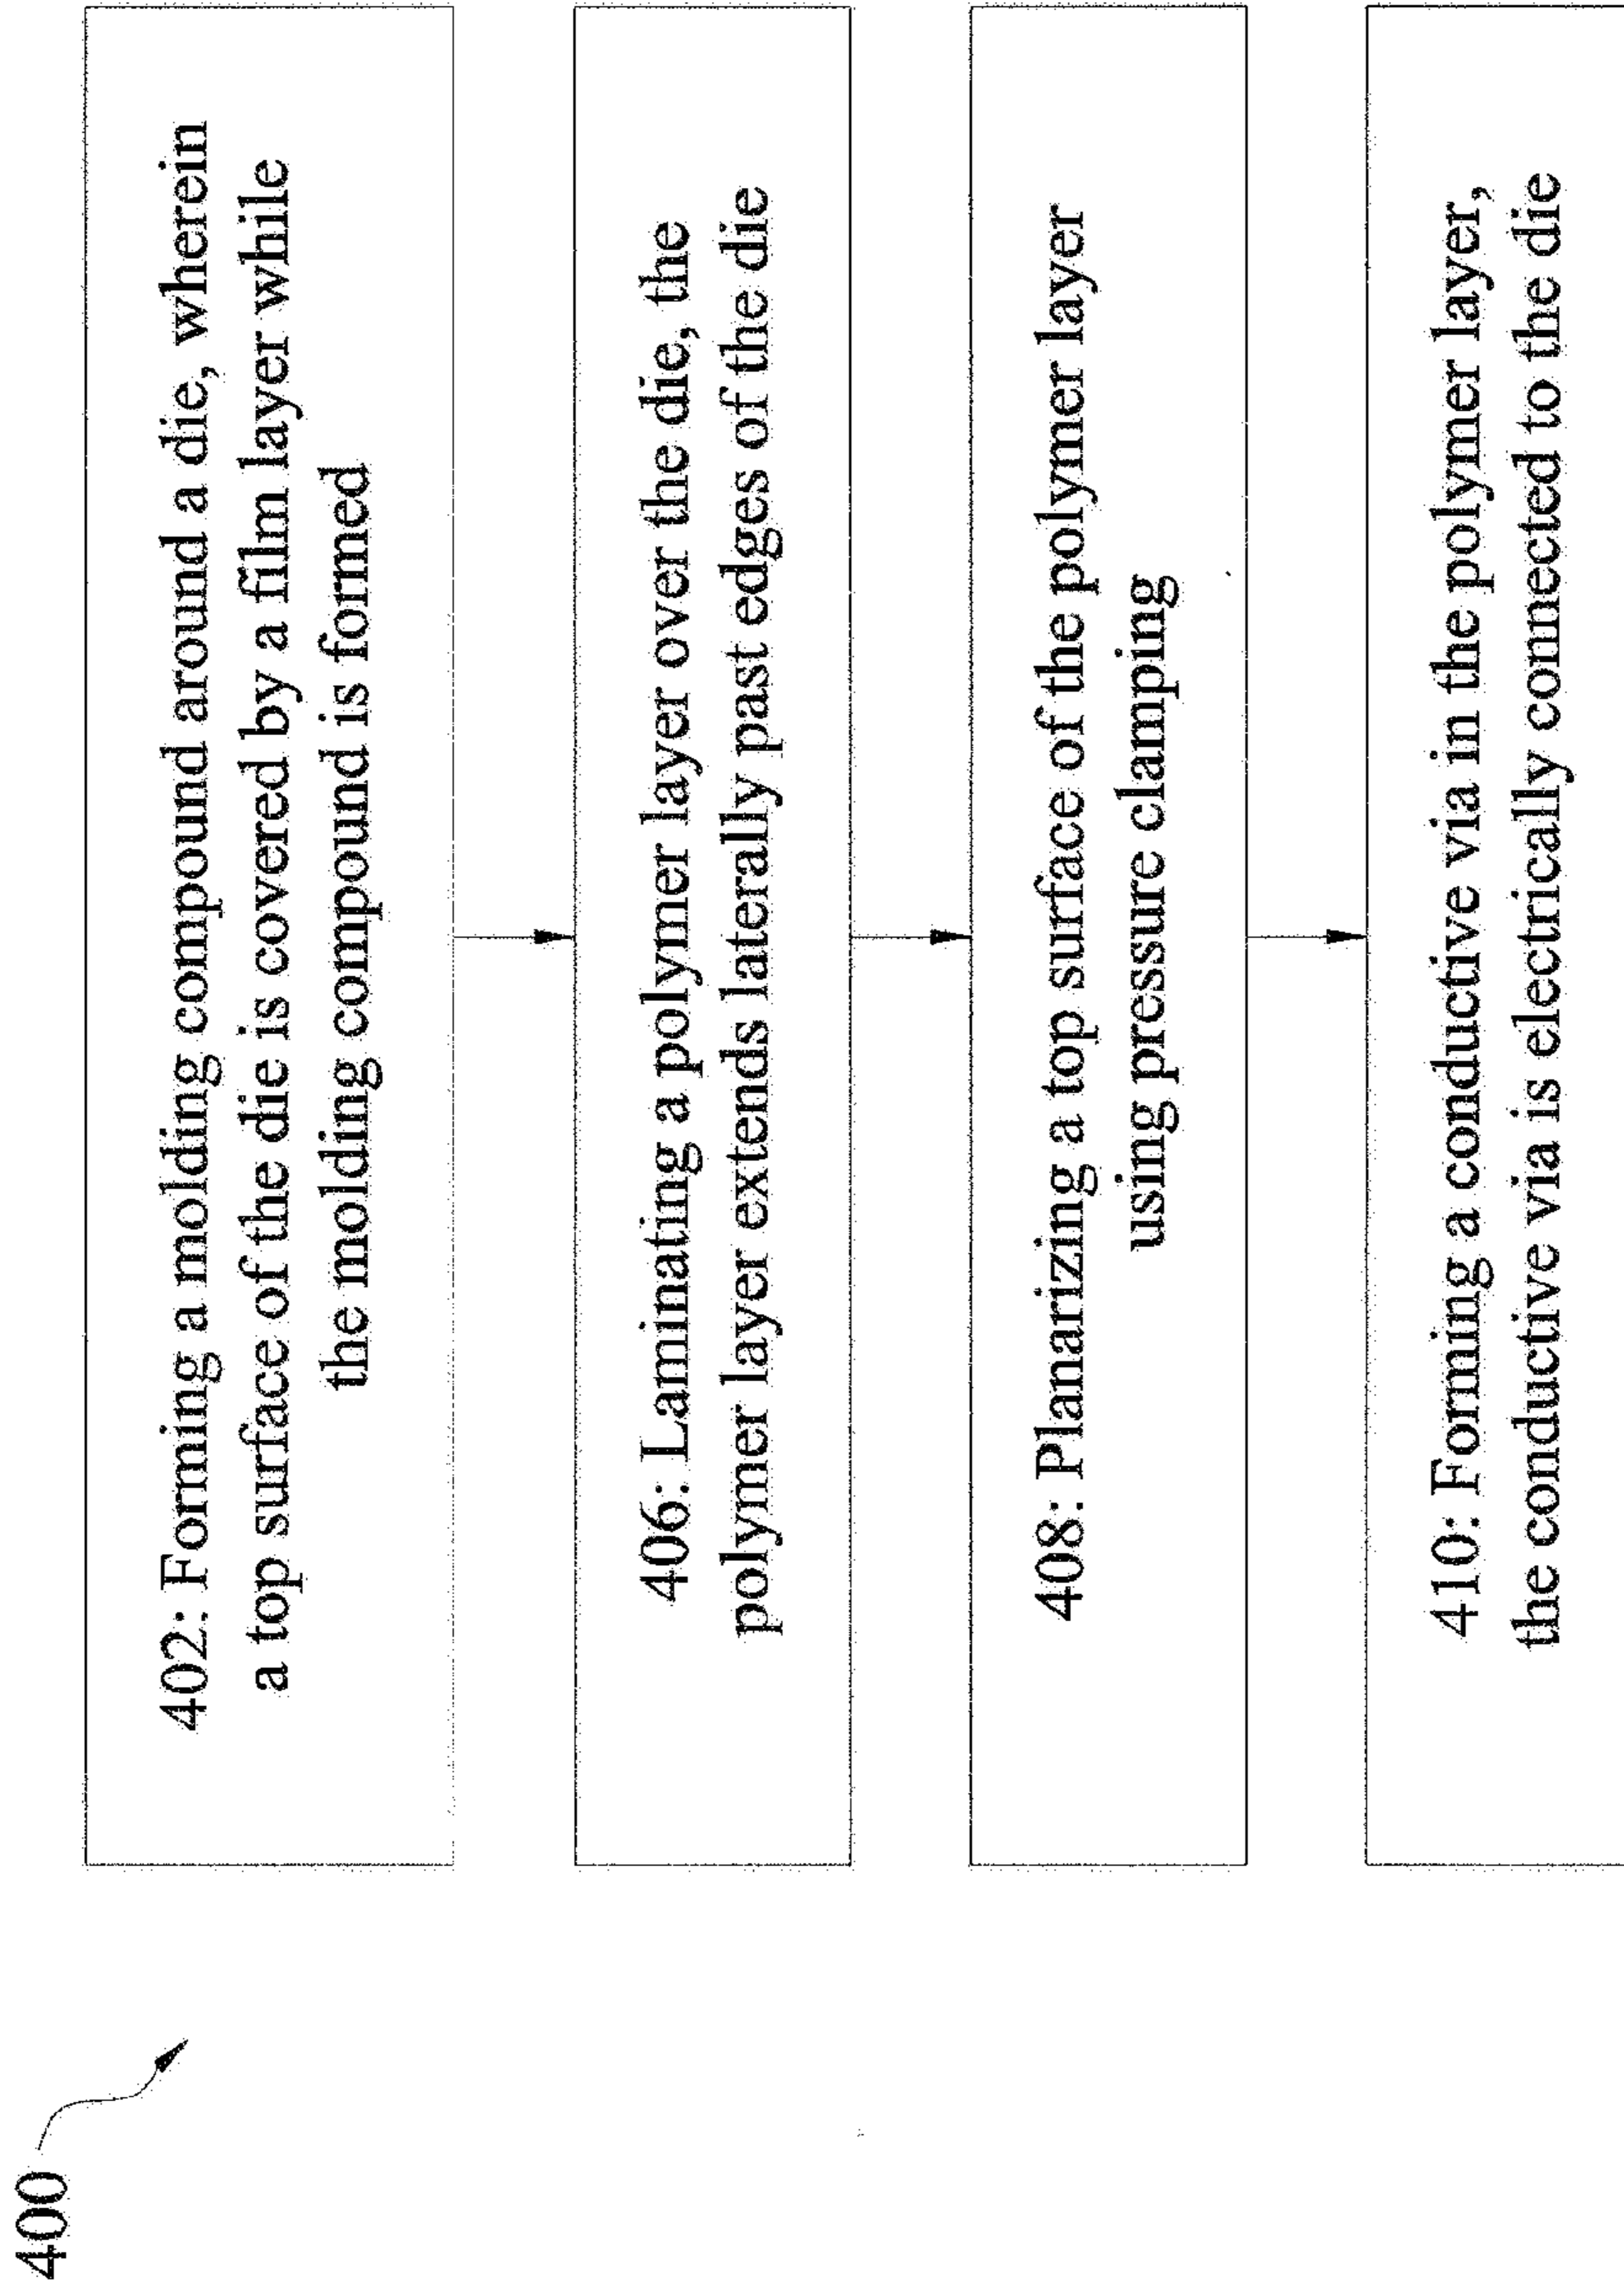 400
402: Forming a molding compound around a die, wherein
a top surface of the die is covered by a film layer while
the molding compound is formed
406: Laminating a polymer layer over the die, the
polymer layer extends laterally past edges of the die
408: Planarizing a top surface of the polymer layer
using pressure clamping
410: Forming a conductive via in the polymer layer,
the conductive via is electrically connected to the die